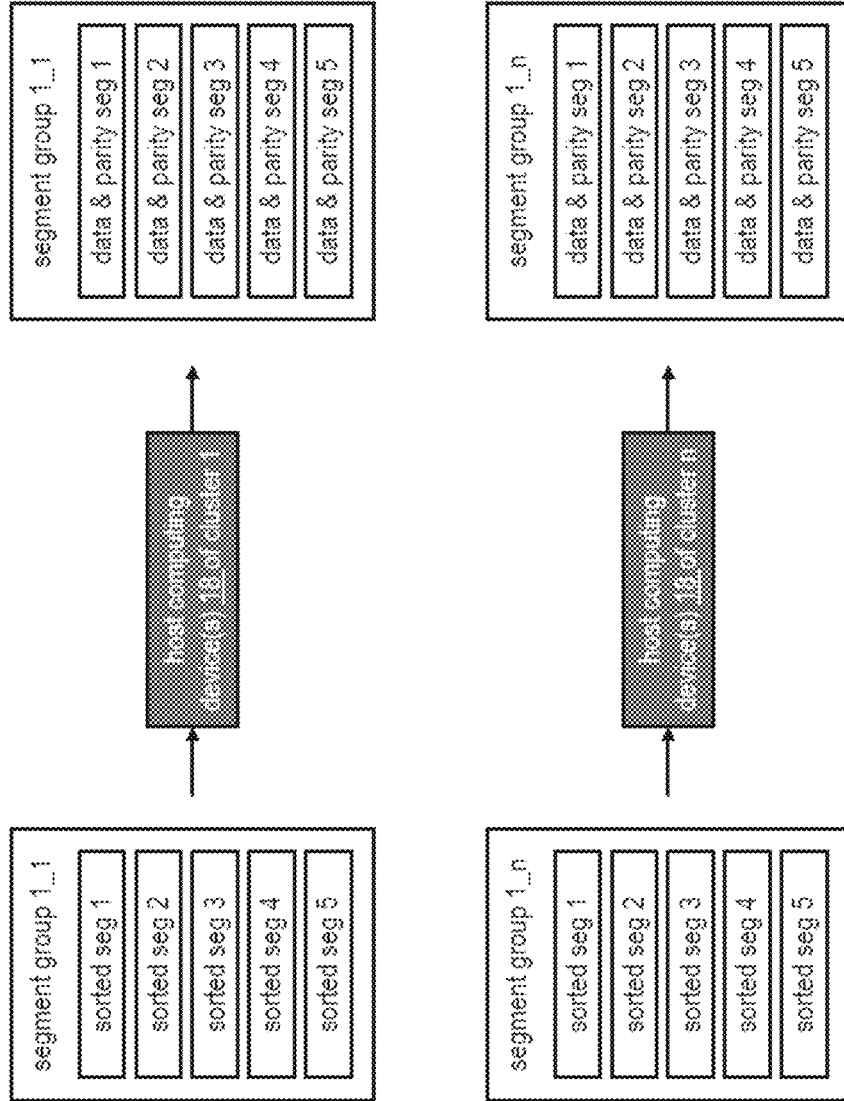 segment group 1_1
sorted seg 1
sorted seg 2
sorted seg 3
sorted seg 4
sorted seg 5
host computing
device(s) 18 of cluster 1
segment group 1_1
data & parity seg 1
data & parity seg 2
data & parity seg 3
data & parity seg 4
data & parity seg 5
segment group 1_n
sorted seg 1
sorted seg 2
sorted seg 3
sorted seg 4
sorted seg 5
host computing
device(s) 18 of cluster n
segment group 1_n
data & parity seg 1
data & parity seg 2
data & parity seg 3
data & parity seg 4
data & parity seg 5